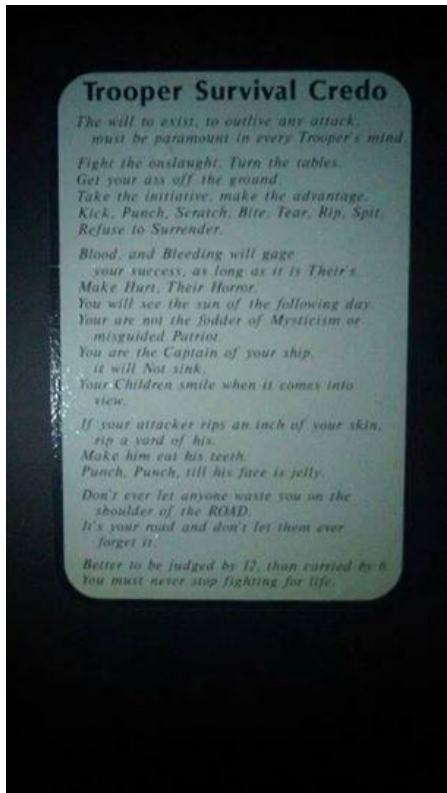 Trooper Survival Credo
The will to exist, to outlive any attack,
must be paramount in every Trooper's mind.
Fight the onslaught. Turn the tables.
Get your ass off the ground.
Take the initiative, make the advantage.
Kick, Punch, Scratch, Bite, Tear, Rip, Spit.
Refuse to Surrender.
Blood, and Bleeding will gage
your success, as long as it is Their's.
Make Hurt, Their Horror.
You will see the sun of the following day.
Your are not the fodder of Mysticism or
misguided Patriot.
You are the Captain of your ship,
it will Not sink.
Your Children smile when it comes into
view.
If your attacker rips an inch of your skin,
rip a yard of his.
Make him eat his teeth.
Punch, Punch, till his face is jelly.
Don't ever let anyone waste you on the
shoulder of the ROAD.
It's your road and don't let them ever
forget it.
Better to be judged by 12, than carried by 6.
You must never stop fighting for life.